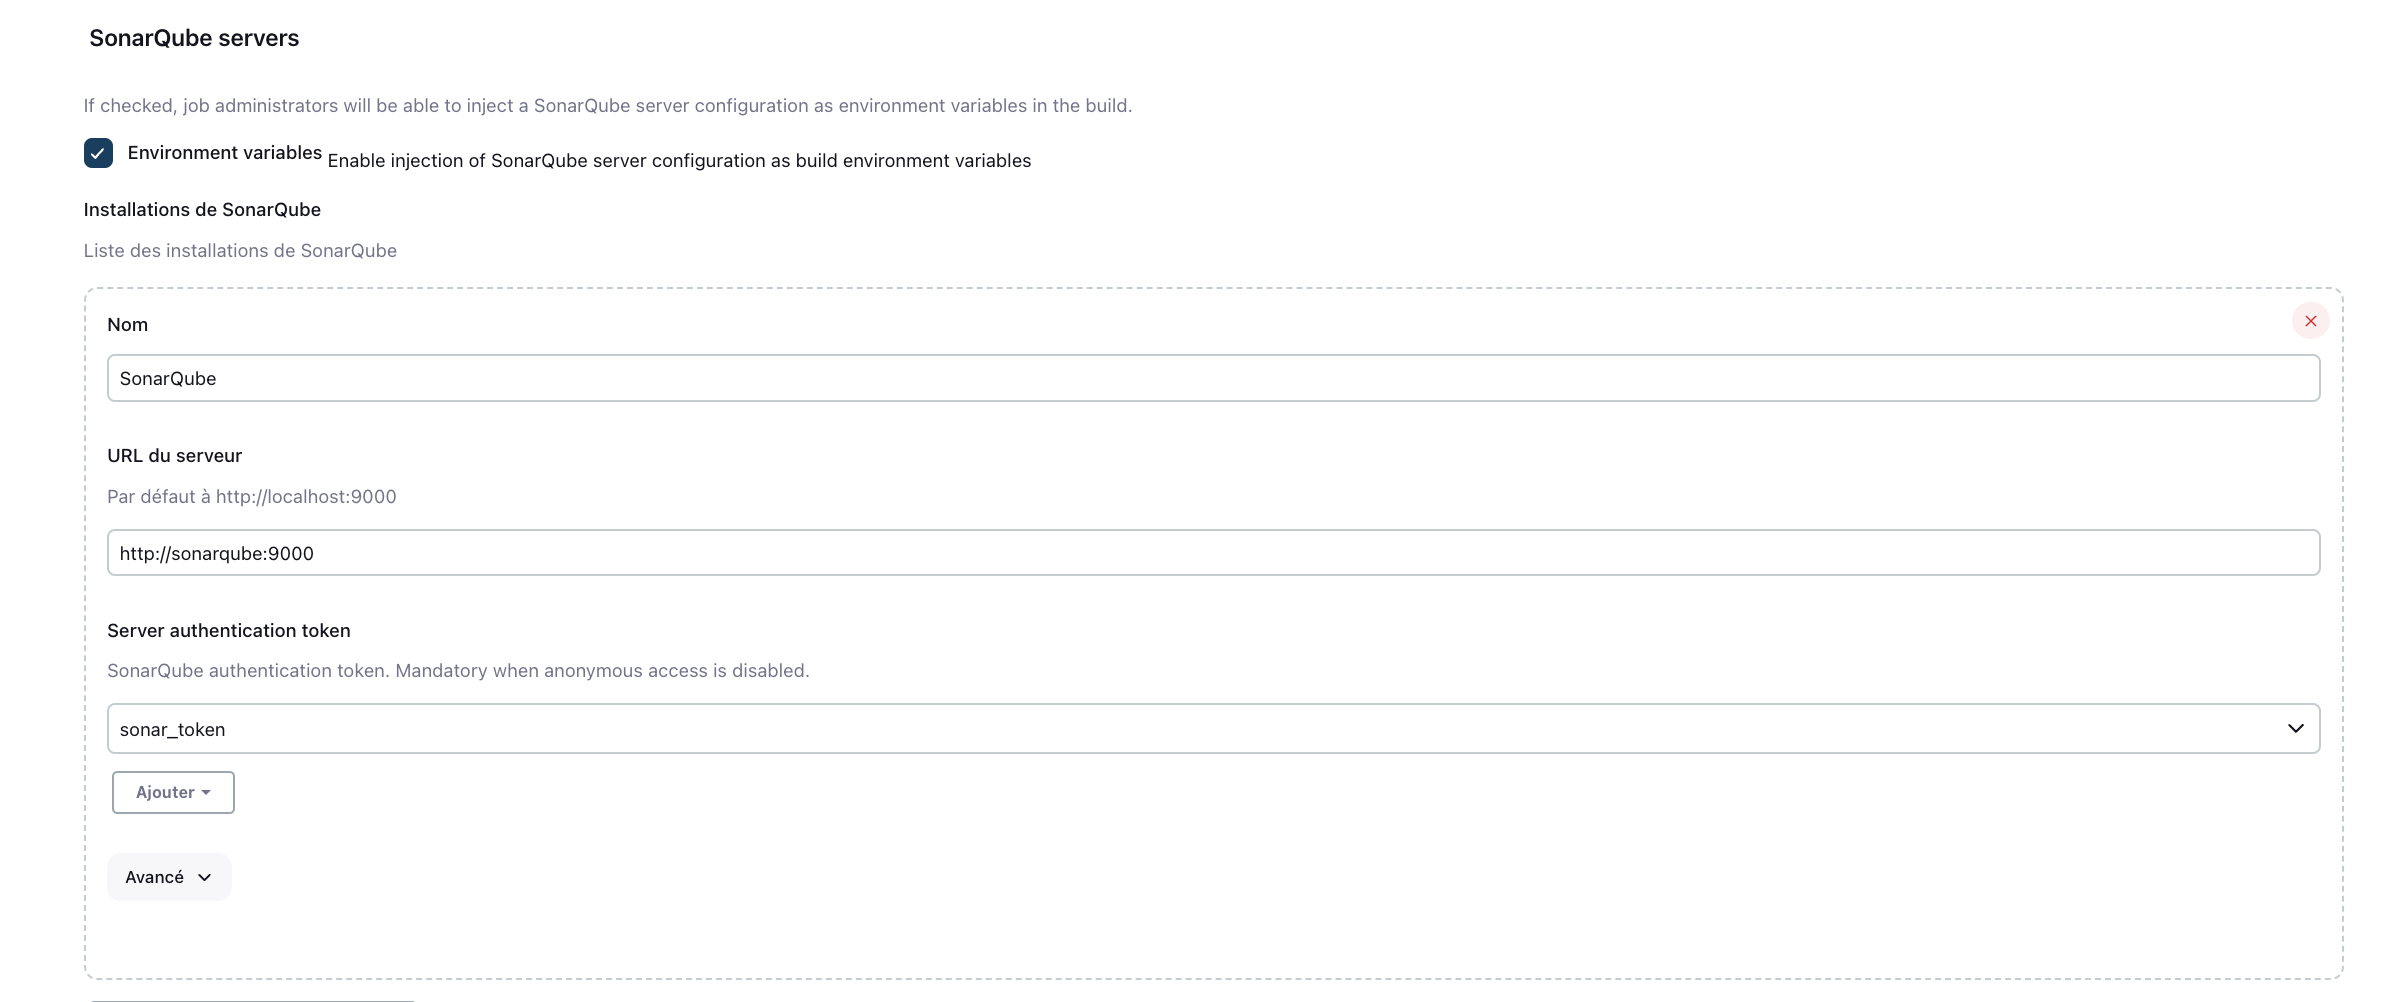 SonarQube servers
If checked, job administrators will be able to inject a SonarQube server configuration as environment variables in the build.
Environment variables Enable injection of SonarQube server configuration as build environment variables
Installations de SonarQube
Liste des installations de SonarQube
Nom
SonarQube
URL du serveur
Par défaut à http://localhost:9000
http://sonarqube:9000
Server authentication token
SonarQube authentication token. Mandatory when anonymous access is disabled.
sonar_token
Ajouter
Avancé